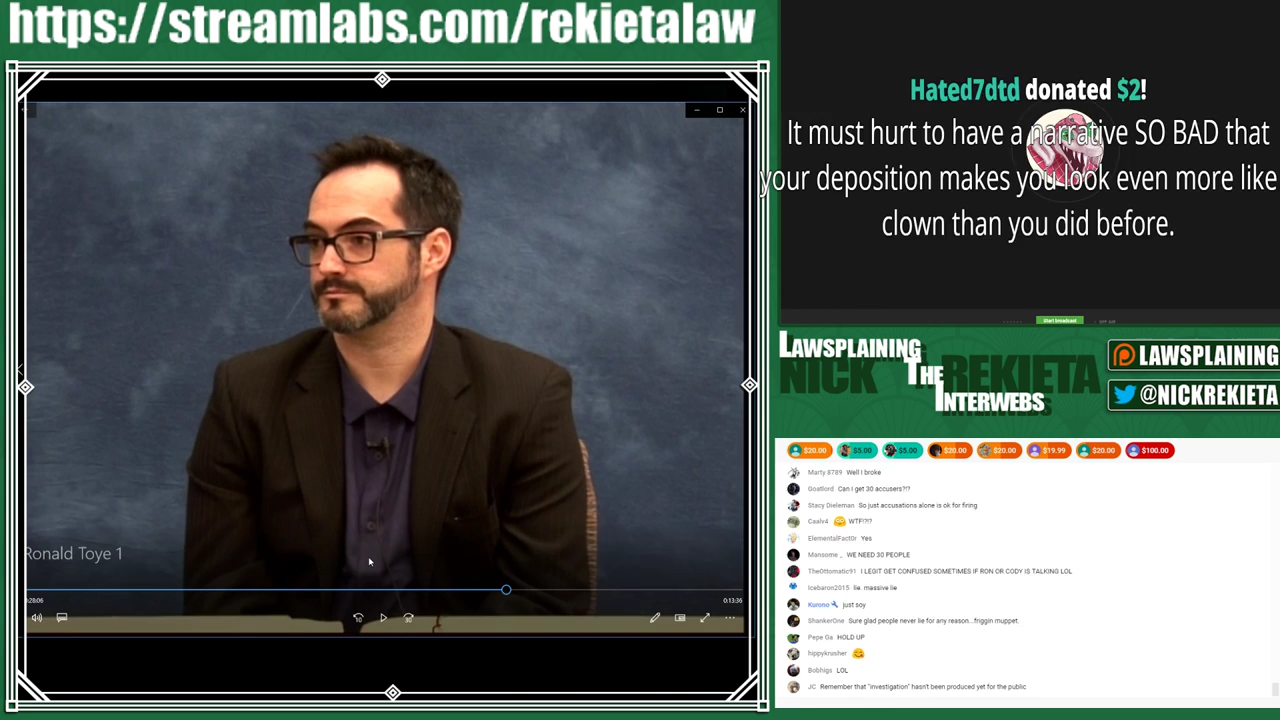 https://streamlabs.com/rekietalaw
Hated7dtd donated $2!
It must hurt to have a narrative SO BAD that
your deposition makes you look even more like
clown than you did before.
Start broadcast
LAWSPLAINING
THE
INTERWEBS
NICK REKIETA
LAWSPLAINING
@NICKREKIETA
$20.00 $5.00 $5.00 $20.00 $20.00 $19.99 $20.00 $100.00
Marty 8789 Well I broke
Goatlord Can I get 30 accusers?!?
Stacy Dieleman So just accusations alone is ok for firing
Caalv4 WTF!?!?
ElementalFact0r Yes
Mansome _ WE NEED 30 PEOPLE
TheOttomatic91 I LEGIT GET CONFUSED SOMETIMES IF RON OR CODY IS TALKING LOL
Icebaron2015 lie. massive lie
Kurono just soy
ShankerOne Sure glad people never lie for any reason...friggin muppet.
Pepe Ga HOLD UP
hippykrusher
Bobhigs LOL
JC Remember that "investigation" hasn't been produced yet for the public
Ronald Toye 1
:28:06
0:13:36
10
30